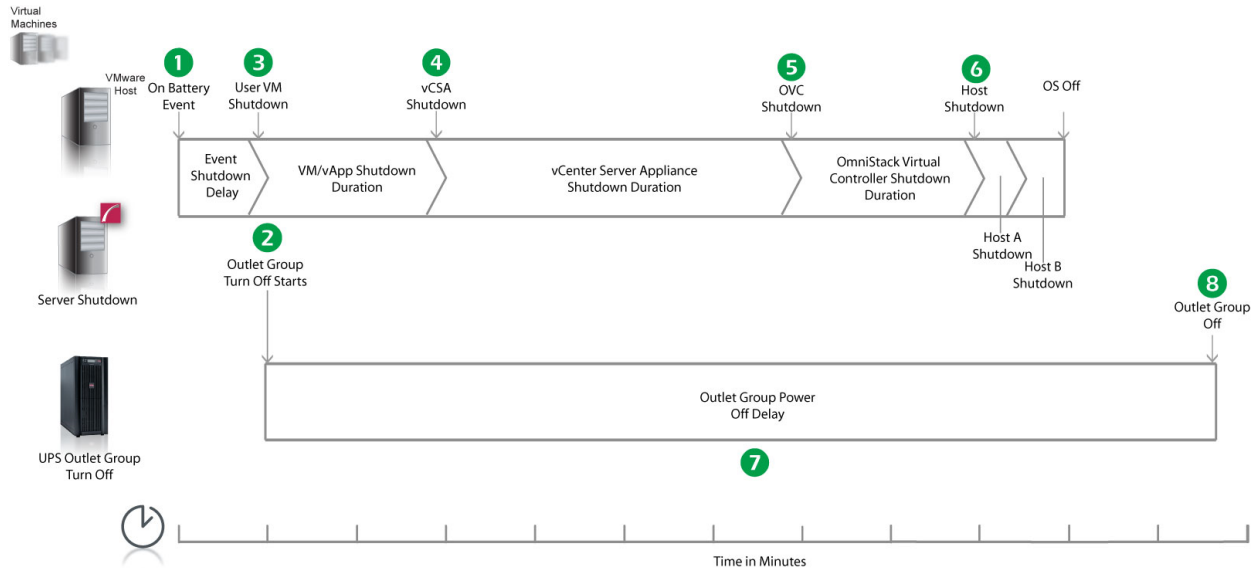 Virtual
Machines
VMware
Host
1
On Battery
Event
3
User VM
Shutdown
4
vCSA
Shutdown
5
OVC
Shutdown
6
Host
Shutdown
OS Off
Event
Shutdown
Delay
VM/vApp Shutdown
Duration
vCenter Server Appliance
Shutdown Duration
OmniStack Virtual
Controller Shutdown
Duration
Host A
Shutdown
Host B
Shutdown
2
Outlet Group
Turn Off Starts
Server Shutdown
8
Outlet Group
Off
Outlet Group Power
Off Delay
7
UPS Outlet Group
Turn Off
Time in Minutes